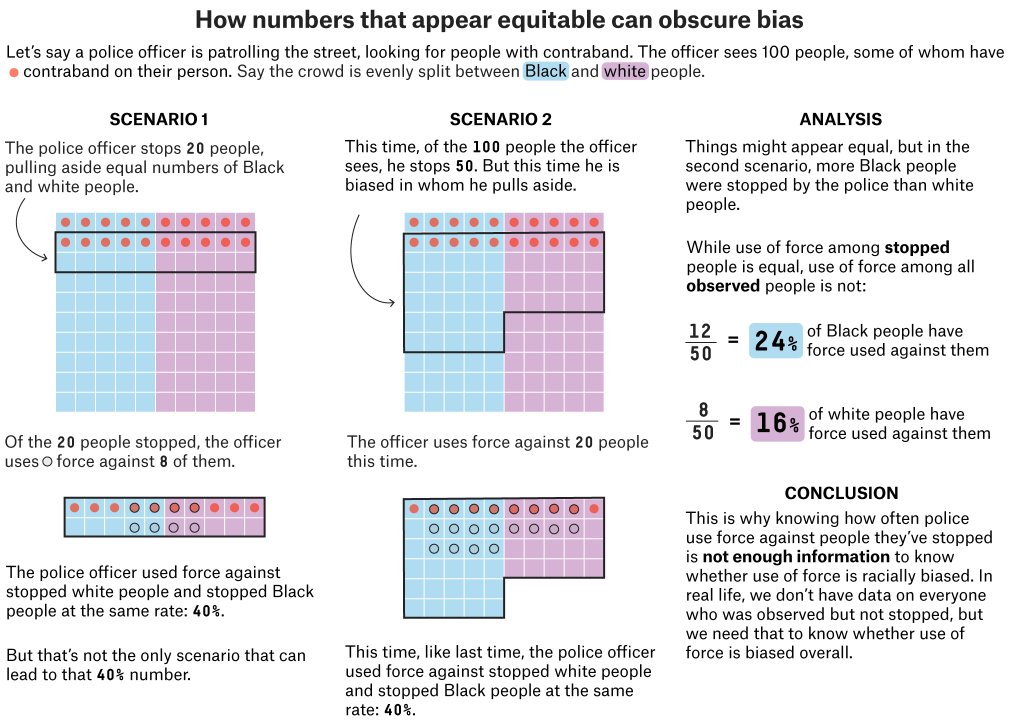 How numbers that appear equitable can obscure bias
Let's say a police officer is patrolling the street, looking for people with contraband. The officer sees 100 people, some of whom have
contraband on their person. Say the crowd is evenly split between Black and white people.
SCENARIO 1
The police officer stops 20 people,
pulling aside equal numbers of Black
and white people.
Of the 20 people stopped, the officer
uses force against 8 of them.
The police officer used force against
stopped white people and stopped Black
people at the same rate: 40%.
But that's not the only scenario that can
lead to that 40% number.
SCENARIO 2
This time, of the 100 people the officer
sees, he stops 50. But this time he is
biased in whom he pulls aside.
The officer uses force against 20 people
this time.
This time, like last time, the police officer
used force against stopped white people
and stopped Black people at the same
rate: 40%.
ANALYSIS
Things might appear equal, but in the
second scenario, more Black people
were stopped by the police than white
people.
While use of force among stopped
people is equal, use of force among all
observed people is not:
12
50
= 24% of Black people have
force used against them
8
50
= 16% of white people have
force used against them
CONCLUSION
This is why knowing how often police
use force against people they've stopped
is not enough information to know
whether use of force is racially biased. In
real life, we don't have data on everyone
who was observed but not stopped, but
we need that to know whether use of
force is biased overall.